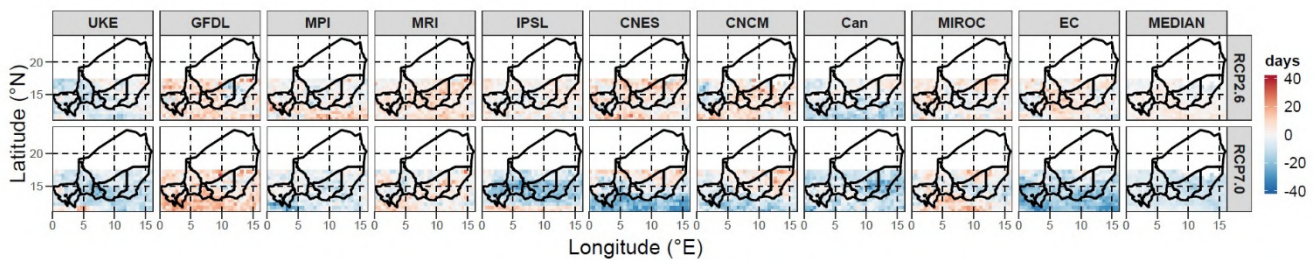 UKE GFDL MPI MRI IPSL CNES CNCM Can MIROC EC MEDIAN
Latitude (°N)
20
15
RCP2.6
20
15
RCP7.0
0 5 10 15 0 5 10 15 0 5 10 15 0 5 10 15 0 5 10 15 0 5 10 15 0 5 10 15 0 5 10 15 0 5 10 15 0 5 10 15 0 5 10 15
Longitude (°E)
days
40
20
0
-20
-40